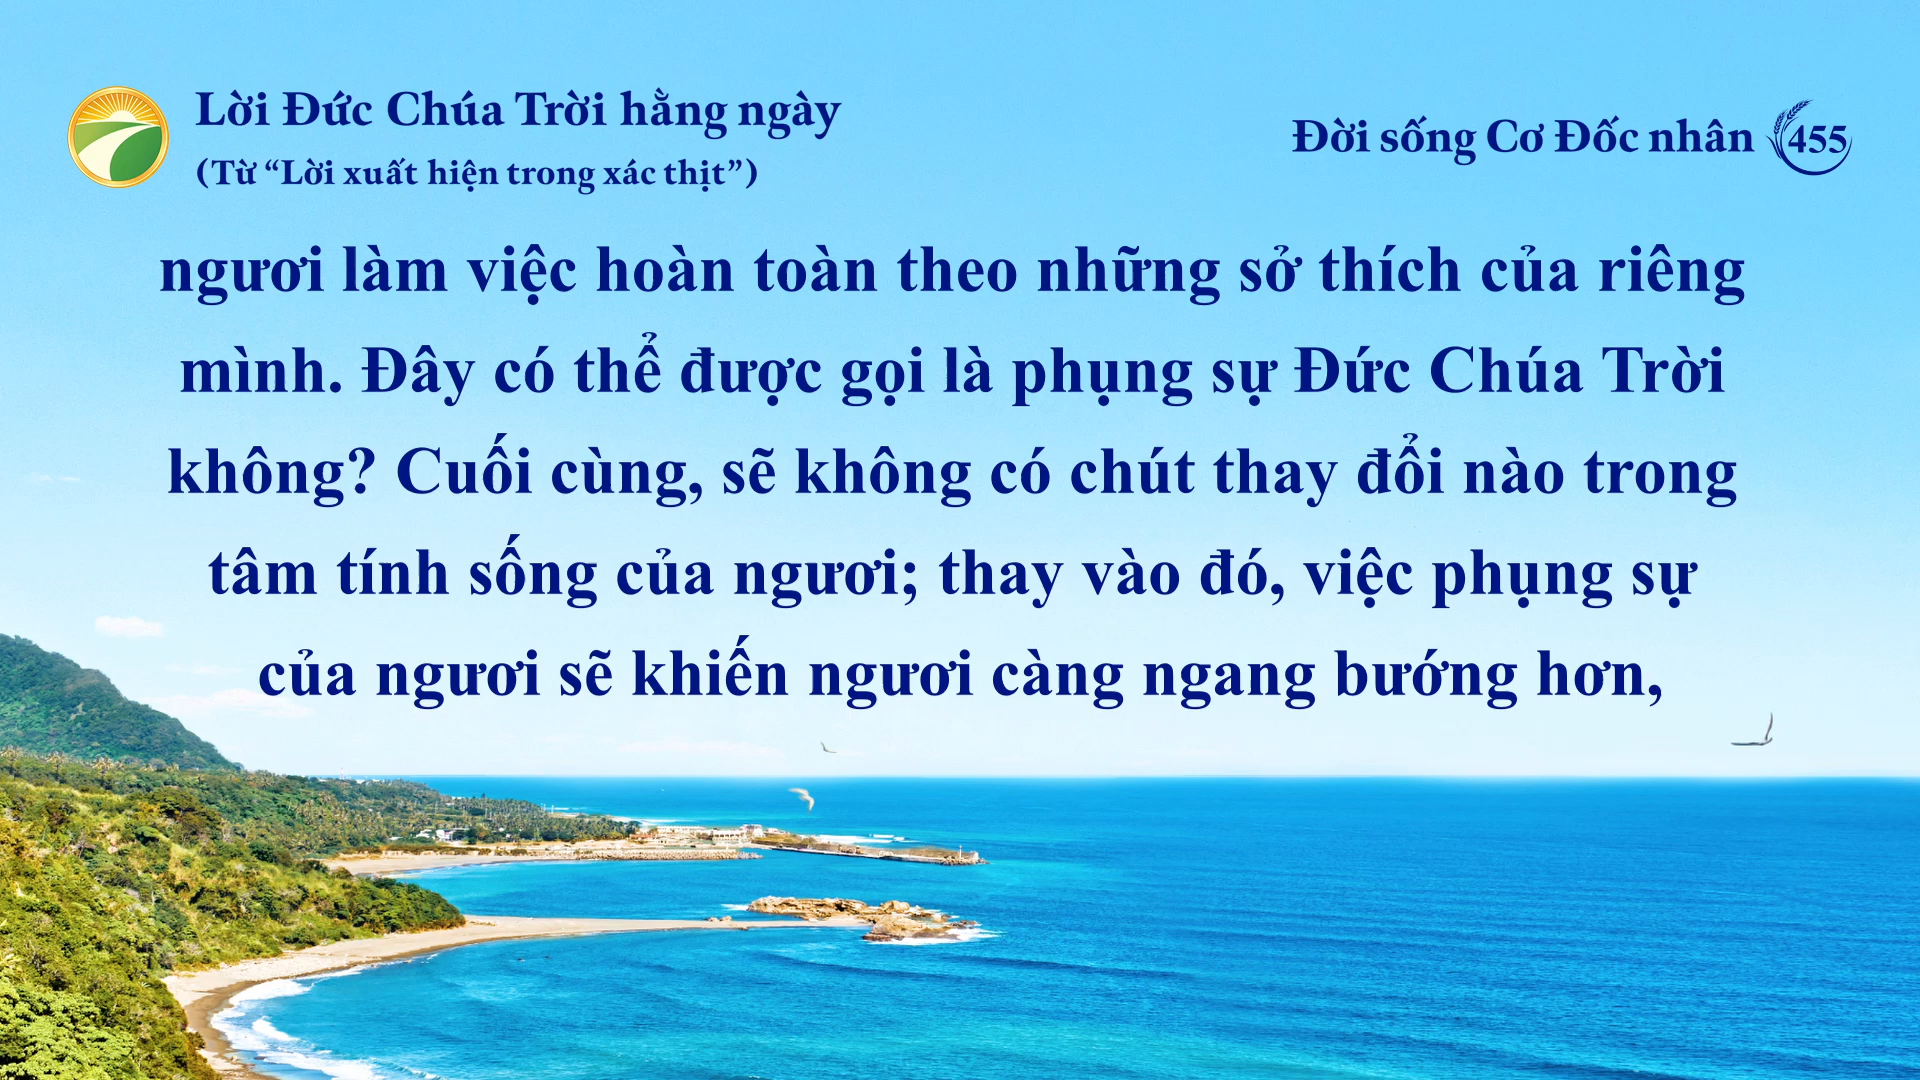 Lời Đức Chúa Trời hằng ngày
(Từ “Lời xuất hiện trong xác thịt”)
Đời sống Cơ Đốc nhân 455
ngươi làm việc hoàn toàn theo những sở thích của riêng
mình. Đây có thể được gọi là phụng sự Đức Chúa Trời
không? Cuối cùng, sẽ không có chút thay đổi nào trong
tâm tính sống của ngươi; thay vào đó, việc phụng sự
của ngươi sẽ khiến ngươi càng ngang bướng hơn,